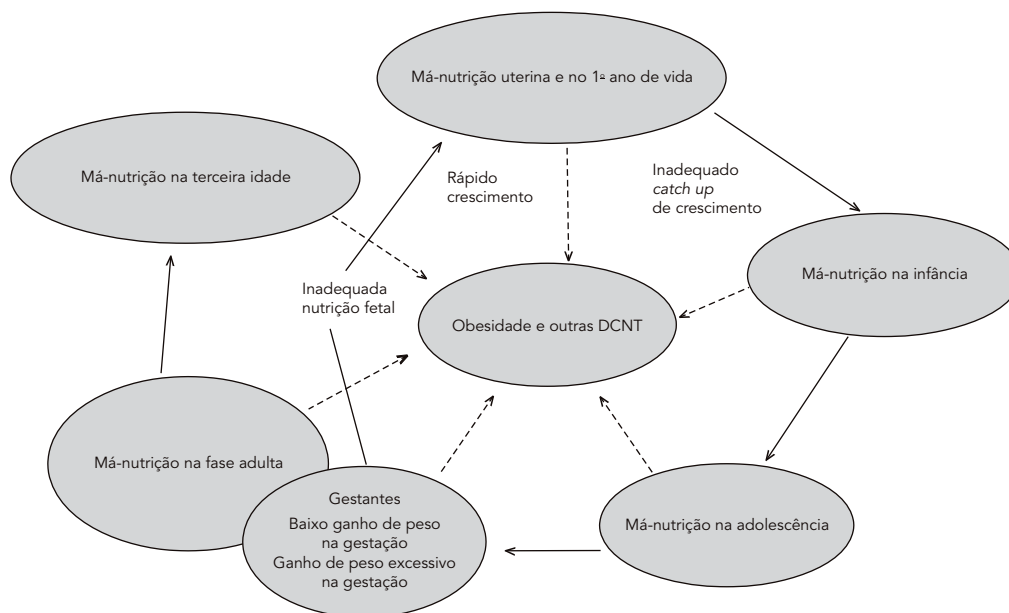 Má-nutrição uterina e no 1º ano de vida
Má-nutrição na terceira idade
Rápido
crescimento
Inadequado
catch up
de crescimento
Má-nutrição na infância
Inadequada
nutrição fetal
Obesidade e outras DCNT
Má-nutrição na fase adulta
Gestantes
Baixo ganho de peso
na gestação
Ganho de peso excessivo
na gestação
Má-nutrição na adolescência